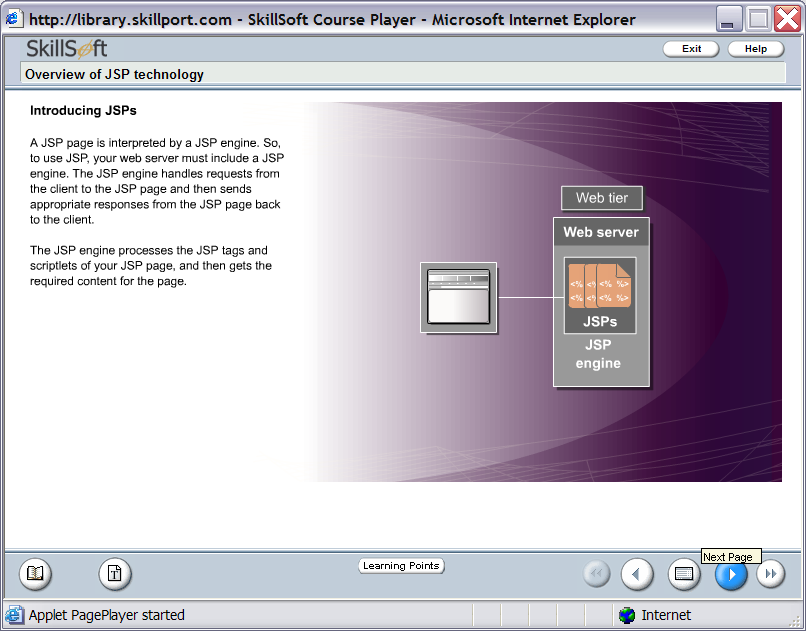 http://library.skillport.com - SkillSoft Course Player - Microsoft Internet Explorer
SkillSoft
Exit
Help
Overview of JSP technology
Introducing JSPs
A JSP page is interpreted by a JSP engine. So,
to use JSP, your web server must include a JSP
engine. The JSP engine handles requests from
the client to the JSP page and then sends
appropriate responses from the JSP page back
to the client.
The JSP engine processes the JSP tags and
scriptlets of your JSP page, and then gets the
required content for the page.
Web tier
Web server
<% <% <% %>
<% <% <% %>
JSPs
JSP
engine
Learning Points
Next Page
Applet PagePlayer started
Internet